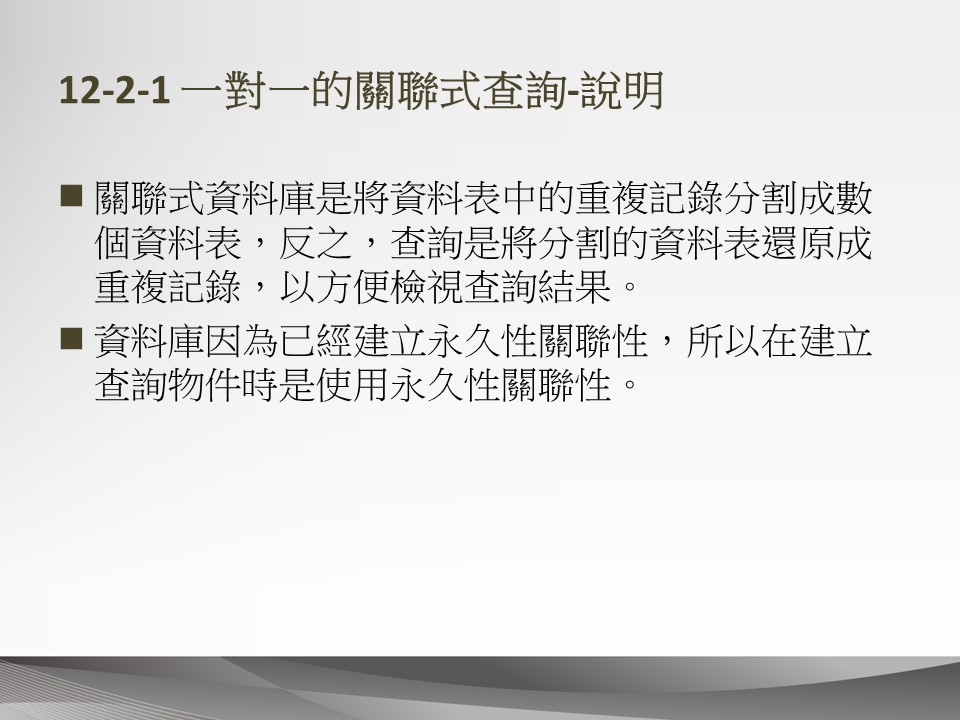 12-2-1 一對一的關聯式查詢-說明
關聯式資料庫是將資料表中的重複記錄分割成數
個資料表，反之，查詢是將分割的資料表還原成
重複記錄，以方便檢視查詢結果。
資料庫因為已經建立永久性關聯性，所以在建立
查詢物件時是使用永久性關聯性。